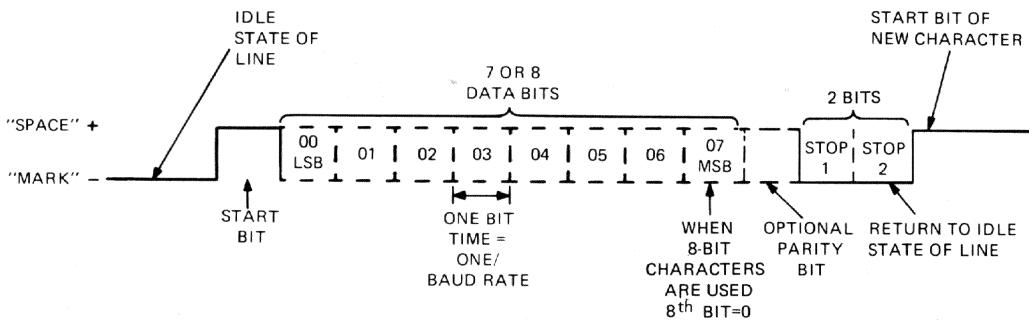 IDLE
STATE OF
LINE
START BIT OF
NEW CHARACTER
7 OR 8
DATA BITS
2 BITS
"SPACE" +
"MARK" –
00
LSB
01
02
03
04
05
06
07
MSB
STOP
1
STOP
2
START
BIT
ONE BIT
TIME =
ONE/
BAUD RATE
WHEN
8-BIT
CHARACTERS
ARE USED
8th BIT=0
OPTIONAL
PARITY
BIT
RETURN TO IDLE
STATE OF LINE